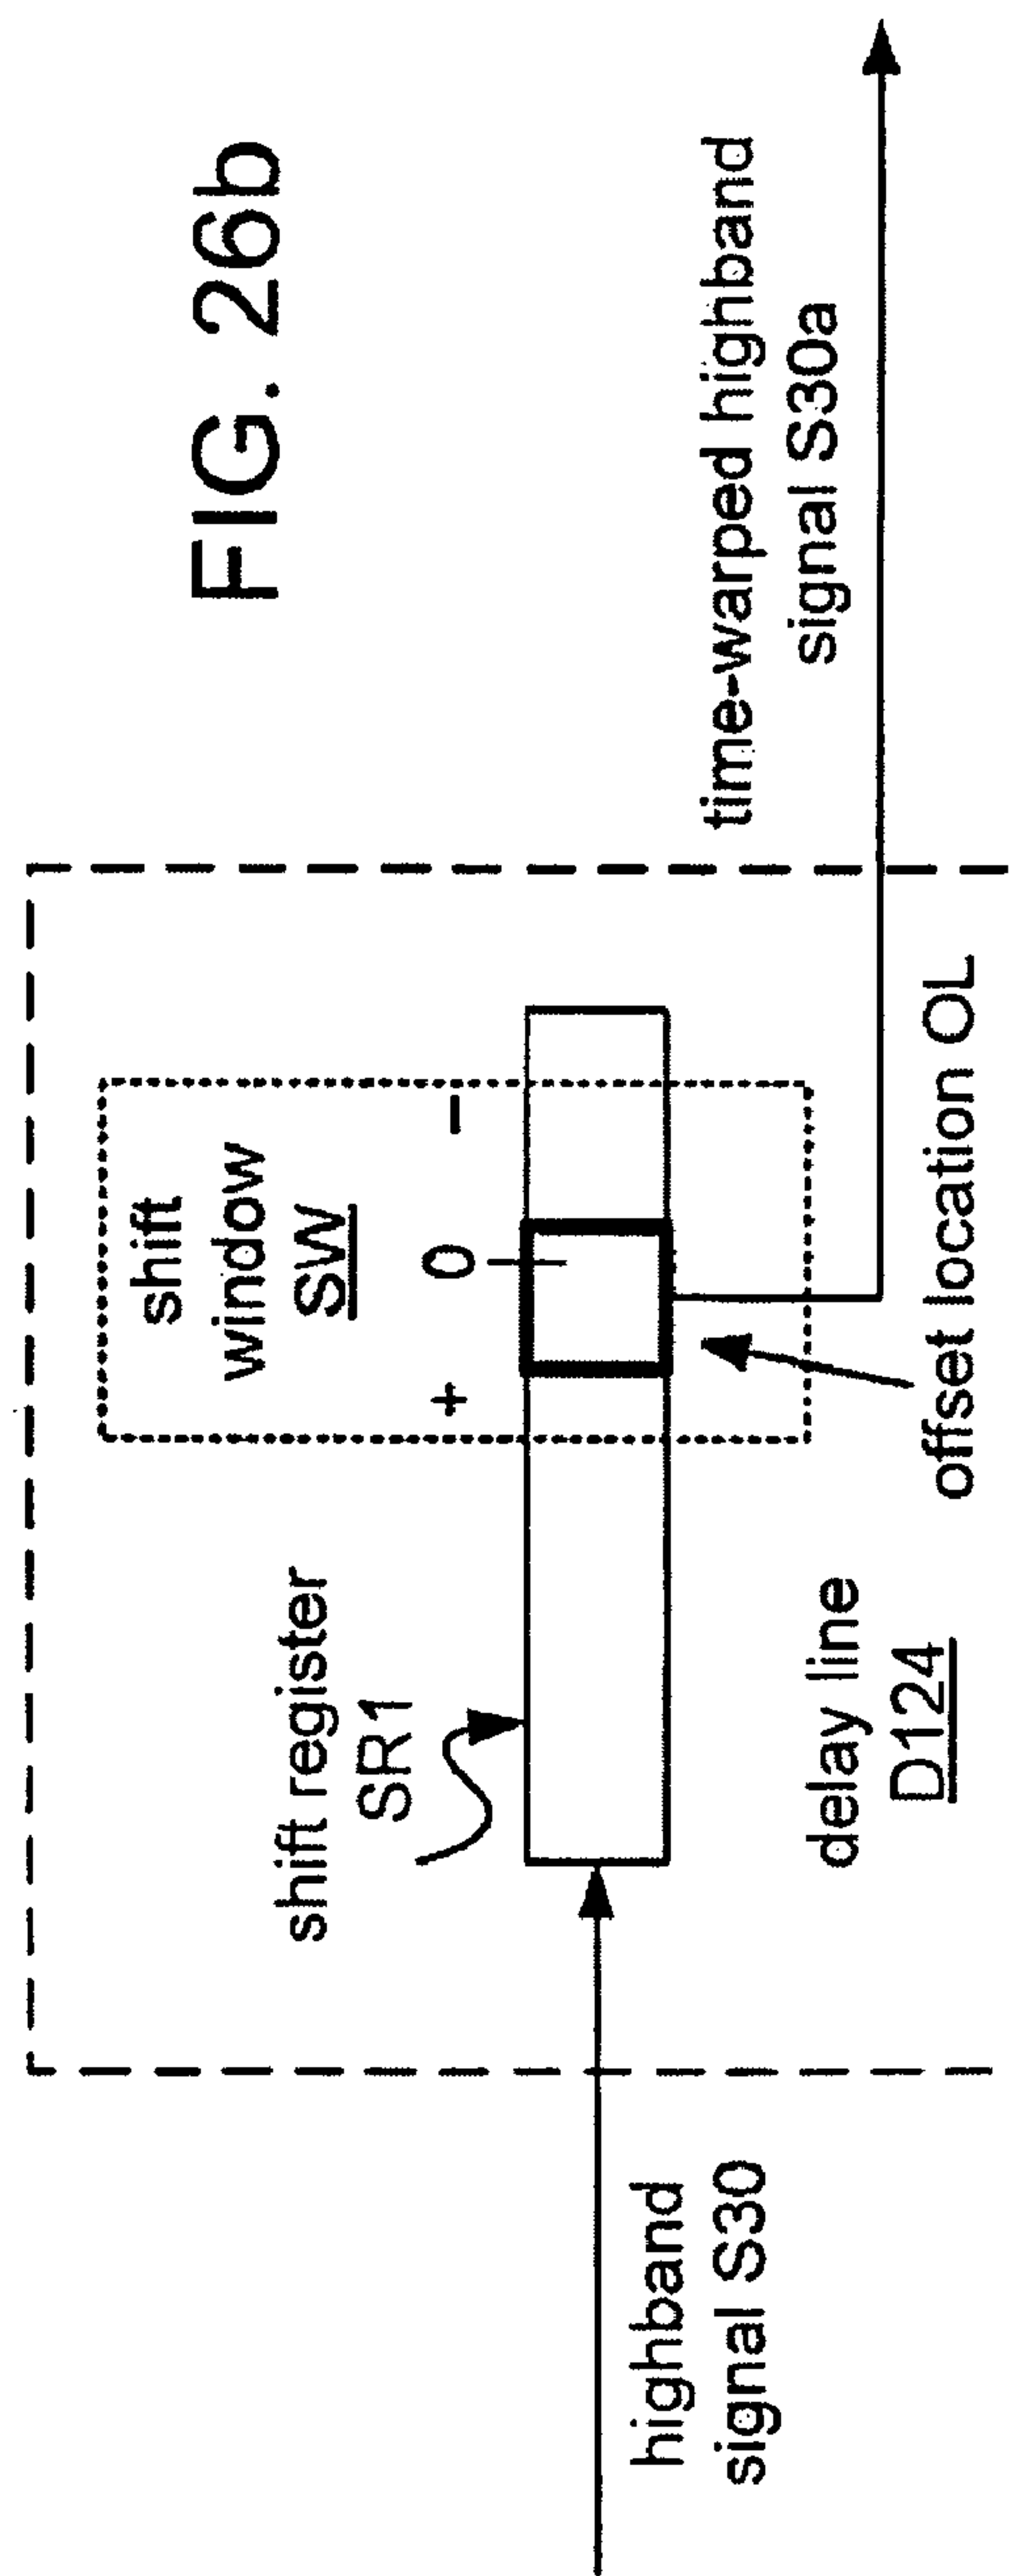 FIG. 26b
shift
window
SW
+
0
-
shift register
SR1
highband
signal S30
delay line
D124
offset location OL
time-warped highband
signal S30a